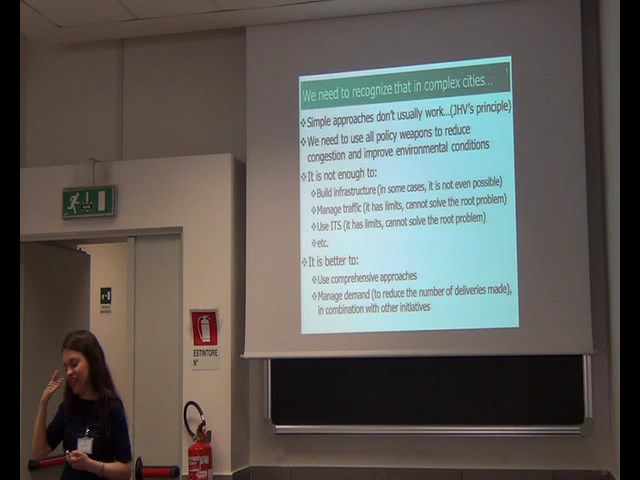 We need to recognize that in complex cities...
Simple approaches don't usually work...(JHV's principle)
We need to use all policy weapons to reduce
congestion and improve environmental conditions
It is not enough to:
Build infrastructure (in some cases, it is not even possible)
Manage traffic (it has limits, cannot solve the root problem)
Use ITS (it has limits, cannot solve the root problem)
etc.
It is better to:
Use comprehensive approaches
Manage demand (to reduce the number of deliveries made),
in combination with other initiatives
ESTINTORE
N°